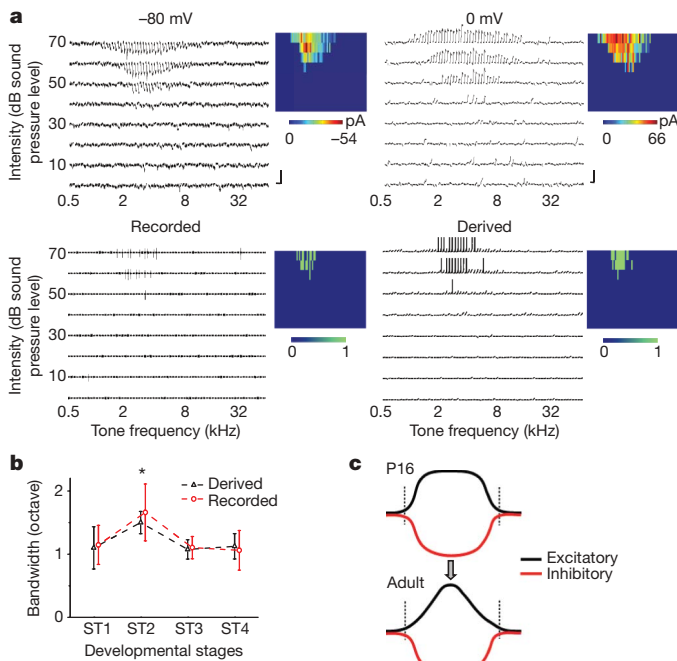 a
–80 mV
0 mV
Intensity (dB sound
pressure level)
70
50
30
10
0.5 2 8 32
pA
0 –54
0.5 2 8 32
pA
0 66
Recorded
Derived
Intensity (dB sound
pressure level)
70
50
30
10
0.5 2 8 32
Tone frequency (kHz)
0 1
0.5 2 8 32
Tone frequency (kHz)
0 1
b
Bandwidth (octave)
2
1
0
*
Derived
Recorded
ST1 ST2 ST3 ST4
Developmental stages
c
P16
Adult
Excitatory
Inhibitory